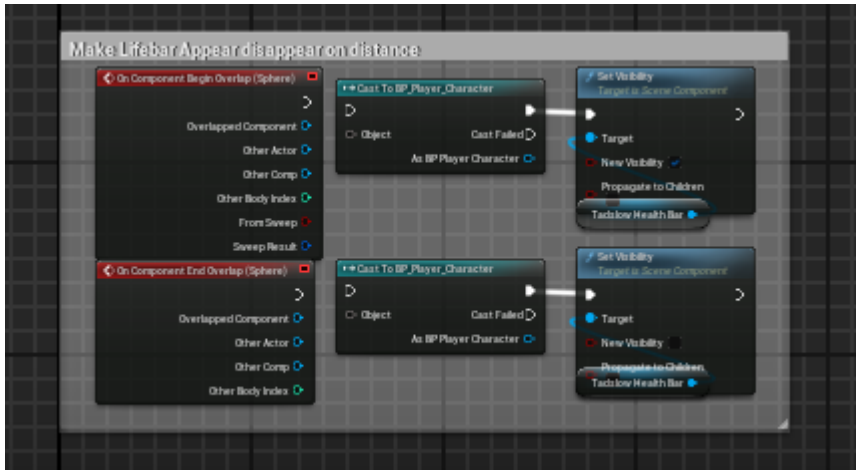 Make Lifebar Appear disappear on distance
On Component Begin Overlap (Sphere)
Overlapped Component
Other Actor
Other Comp
Other Body Index
From Sweep
Sweep Result
Cast To BP_Player_Character
Object
Cast Failed
As BP Player Character
Set Visibility
Target is Scene Component
Target
New Visibility
Propagate to Children
Tadslow Health Bar
On Component End Overlap (Sphere)
Overlapped Component
Other Actor
Other Comp
Other Body Index
Cast To BP_Player_Character
Object
Cast Failed
As BP Player Character
Set Visibility
Target is Scene Component
Target
New Visibility
Propagate to Children
Tadslow Health Bar